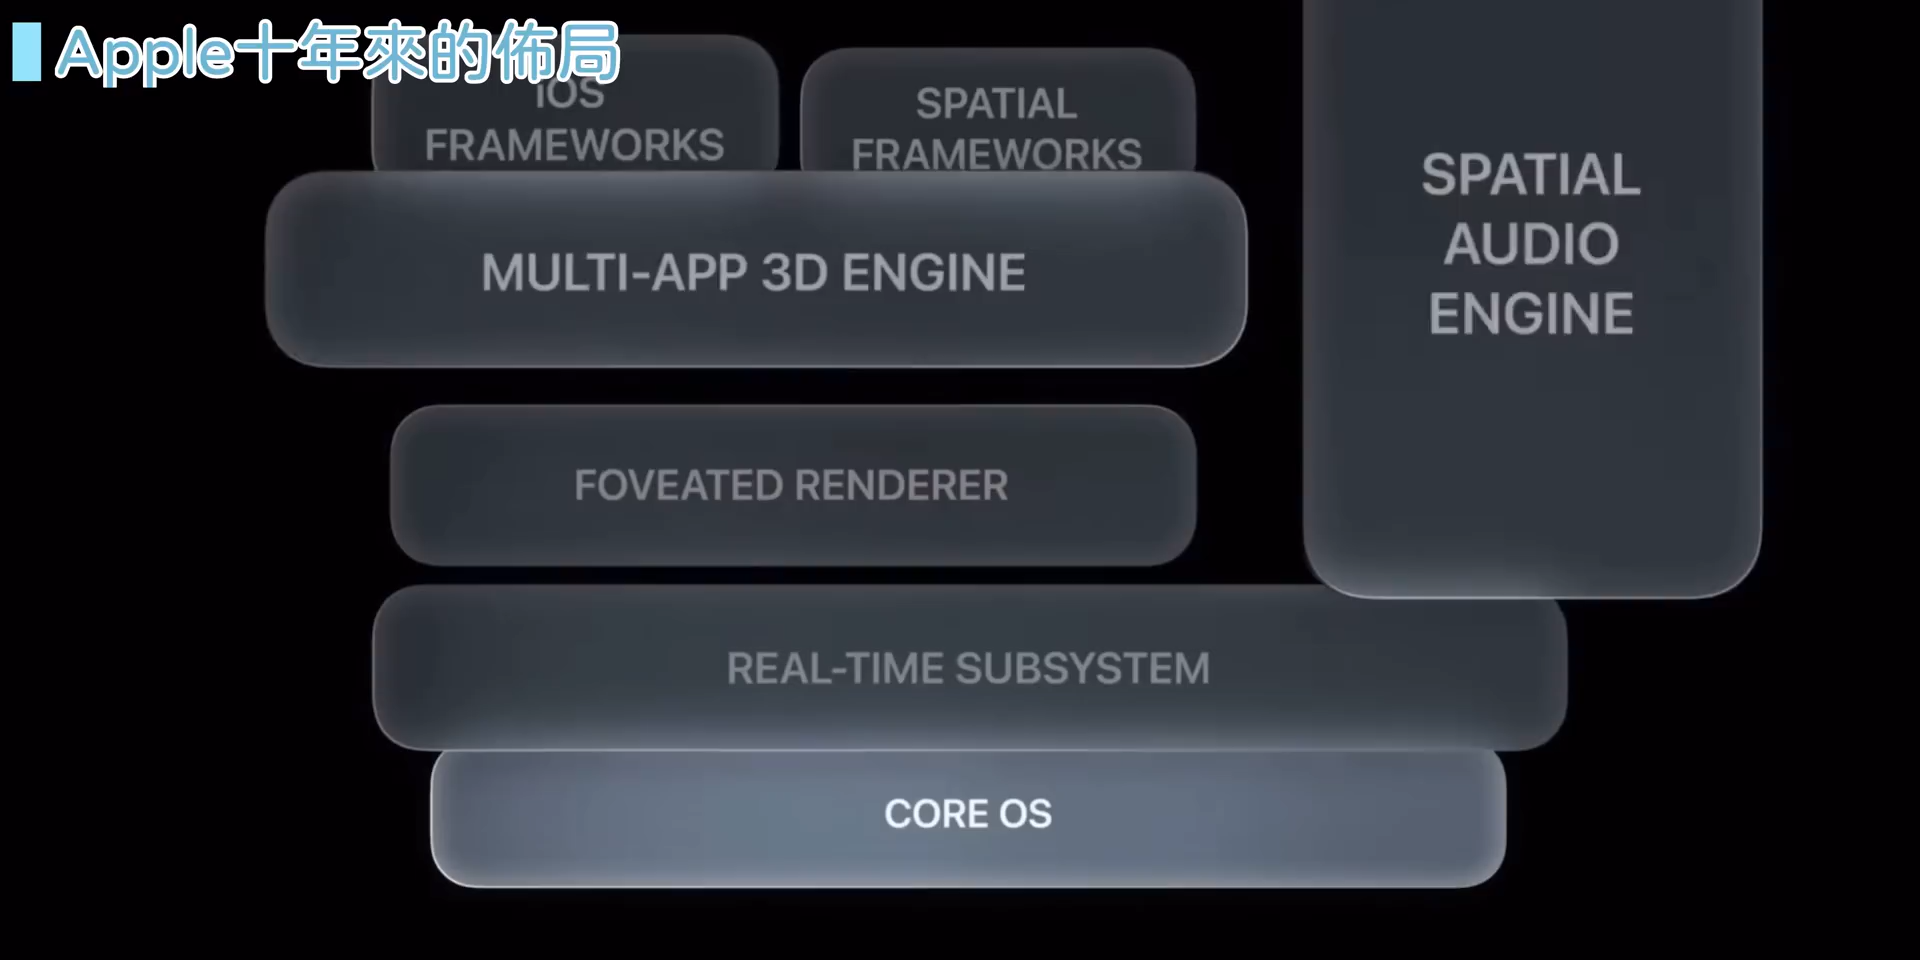 Apple十年來的佈局
iOS
FRAMEWORKS
SPATIAL
FRAMEWORKS
MULTI-APP 3D ENGINE
SPATIAL
AUDIO
ENGINE
FOVEATED RENDERER
REAL-TIME SUBSYSTEM
CORE OS